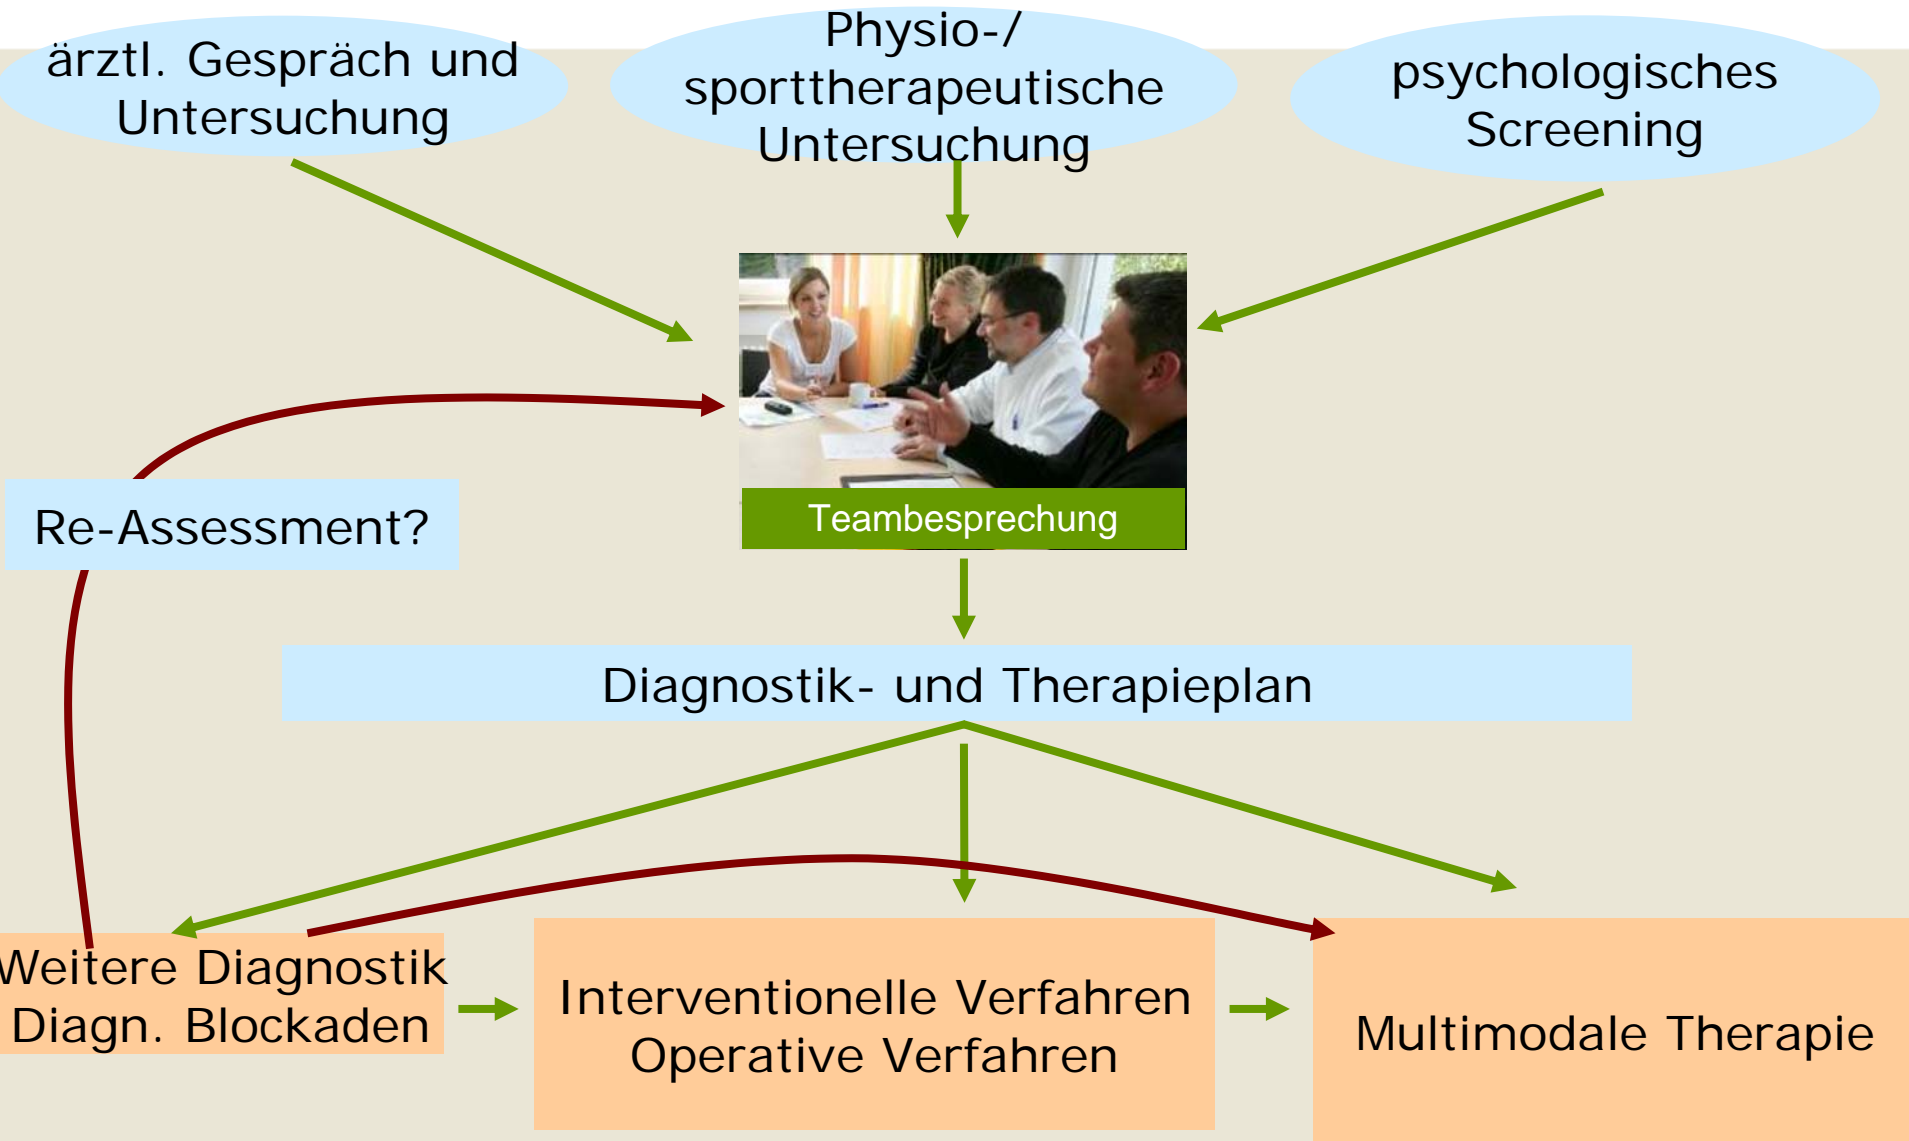 ärztl. Gespräch und
Untersuchung
Physio-/
sporttherapeutische
Untersuchung
psychologisches
Screening
Teambesprechung
Re-Assessment?
Diagnostik- und Therapieplan
Weitere Diagnostik
Diagn. Blockaden
Interventionelle Verfahren
Operative Verfahren
Multimodale Therapie